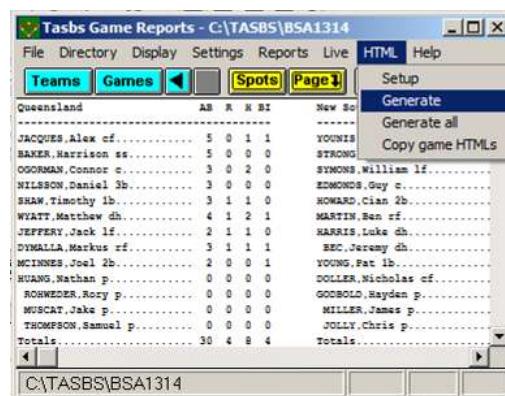 Tasbs Game Reports - C:\TASBS\BSA1314
File Directory Display Settings Reports Live HTML Help
Teams Games Spots Page
Setup
Generate
Generate all
Copy game HTMLs
Queensland AB R H BI New So
JACQUES,Alex cf.......... 5 0 1 1 YOUNIS
BAKER,Harrison ss........ 5 0 0 0 STRONG
OGORMAN,Connor c......... 3 0 2 0 SYMONS,William lf
NILSSON,Daniel 3b........ 3 0 0 0 EDMONDS,Guy c............
SHAW,Timothy 1b.......... 3 1 1 0 HOWARD,Cian 2b...........
WYATT,Matthew dh......... 4 1 2 1 MARTIN,Ben rf............
JEFFERY,Jack lf.......... 2 1 1 0 HARRIS,Luke dh...........
DYMALLA,Markus rf........ 3 1 1 1 BEC,Jeremy dh...........
MCINNES,Joel 2b.......... 2 0 0 1 YOUNG,Pat 1b.............
HUANG,Nathan p........... 0 0 0 0 DOLLER,Nicholas cf.......
ROHWEDER,Rory p......... 0 0 0 0 GODBOLD,Hayden p.........
MUSCAT,Jake p........... 0 0 0 0 MILLER,James p..........
THOMPSON,Samuel p....... 0 0 0 0 JOLLY,Chris p...........
Totals................... 30 4 8 4 Totals...................
C:\TASBS\BSA1314